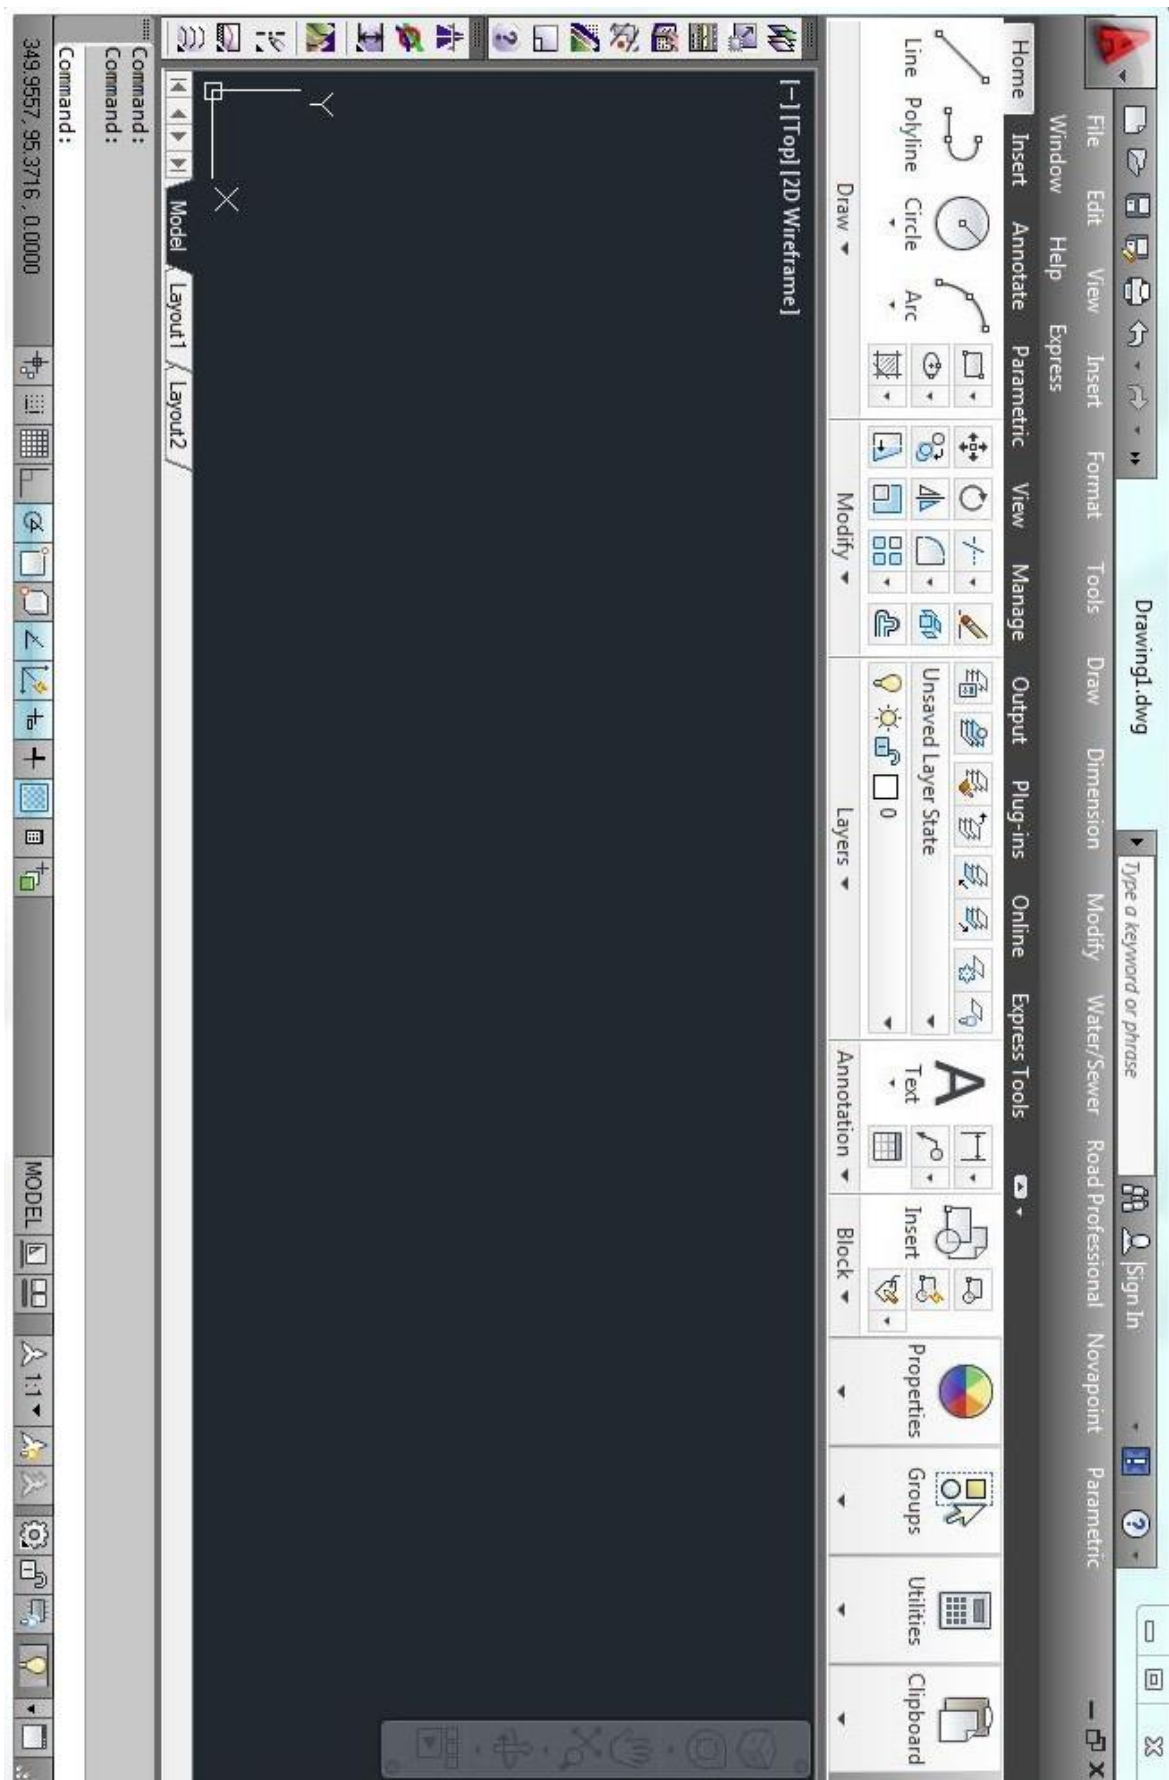 Drawing1.dwg
Type a keyword or phrase
Sign In
File Edit View Insert Format Tools Draw Dimension Modify Water/Sewer Road Professional Novapoint Parametric
Window Help Express
Home Insert Annotate Parametric View Manage Output Plug-ins Online Express Tools
Line Polyline Circle Arc
Unsaved Layer State
0
Text
Insert
Properties
Groups
Utilities
Clipboard
Draw Modify Layers Annotation Block
[−] [Top] [2D Wireframe]
Y
X
Model Layout1 Layout2
Command:
Command:
Command:
349.9557, 95.3716, 0.0000
MODEL
1:1